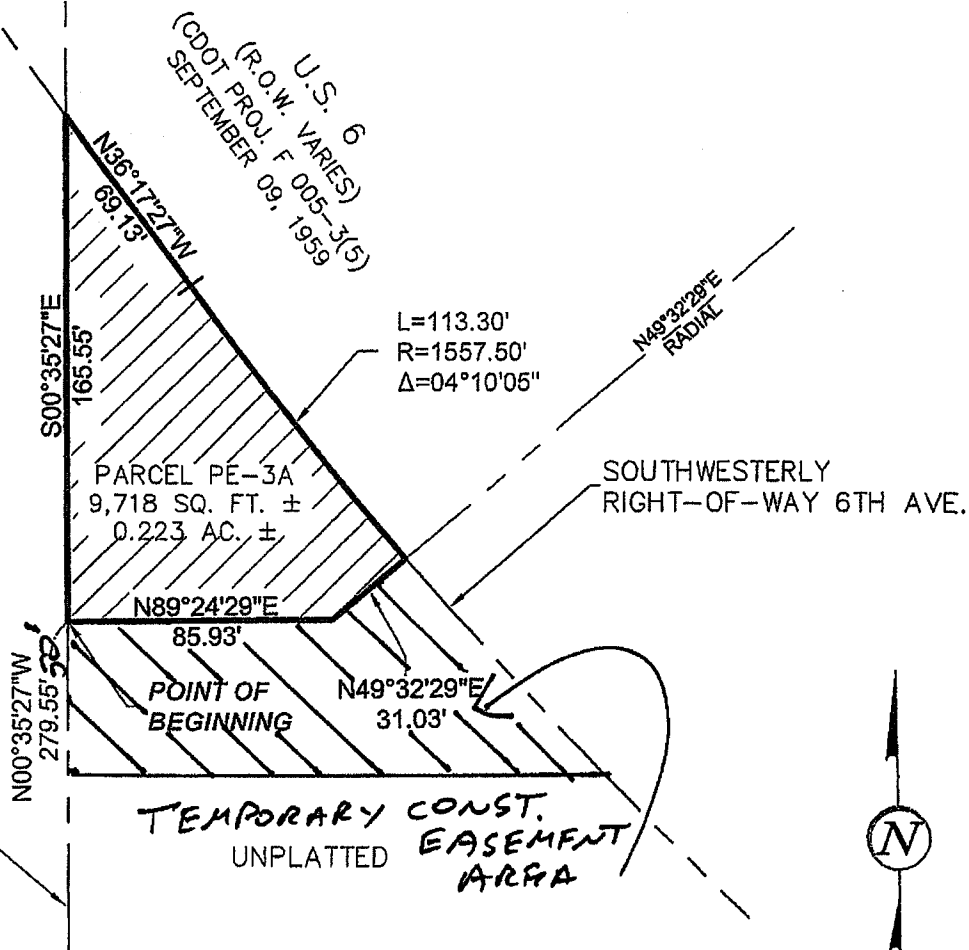 U.S. 6
(R.O.W. VARIES)
(CDOT PROJ. F 005-3(5)
SEPTEMBER 09, 1959
N36°17'27"W
69.13'
S00°35'27"E
165.55'
L=113.30'
R=1557.50'
Δ=04°10'05"
N49°32'29"E
RADIAL
SOUTHWESTERLY
RIGHT-OF-WAY 6TH AVE.
PARCEL PE-3A
9,718 SQ. FT. ±
0.223 AC. ±
N89°24'29"E
85.93'
POINT OF
BEGINNING
N49°32'29"E
31.03'
N00°35'27"W
279.55'
TEMPORARY CONST.
EASEMENT
AREA
UNPLATTED
N